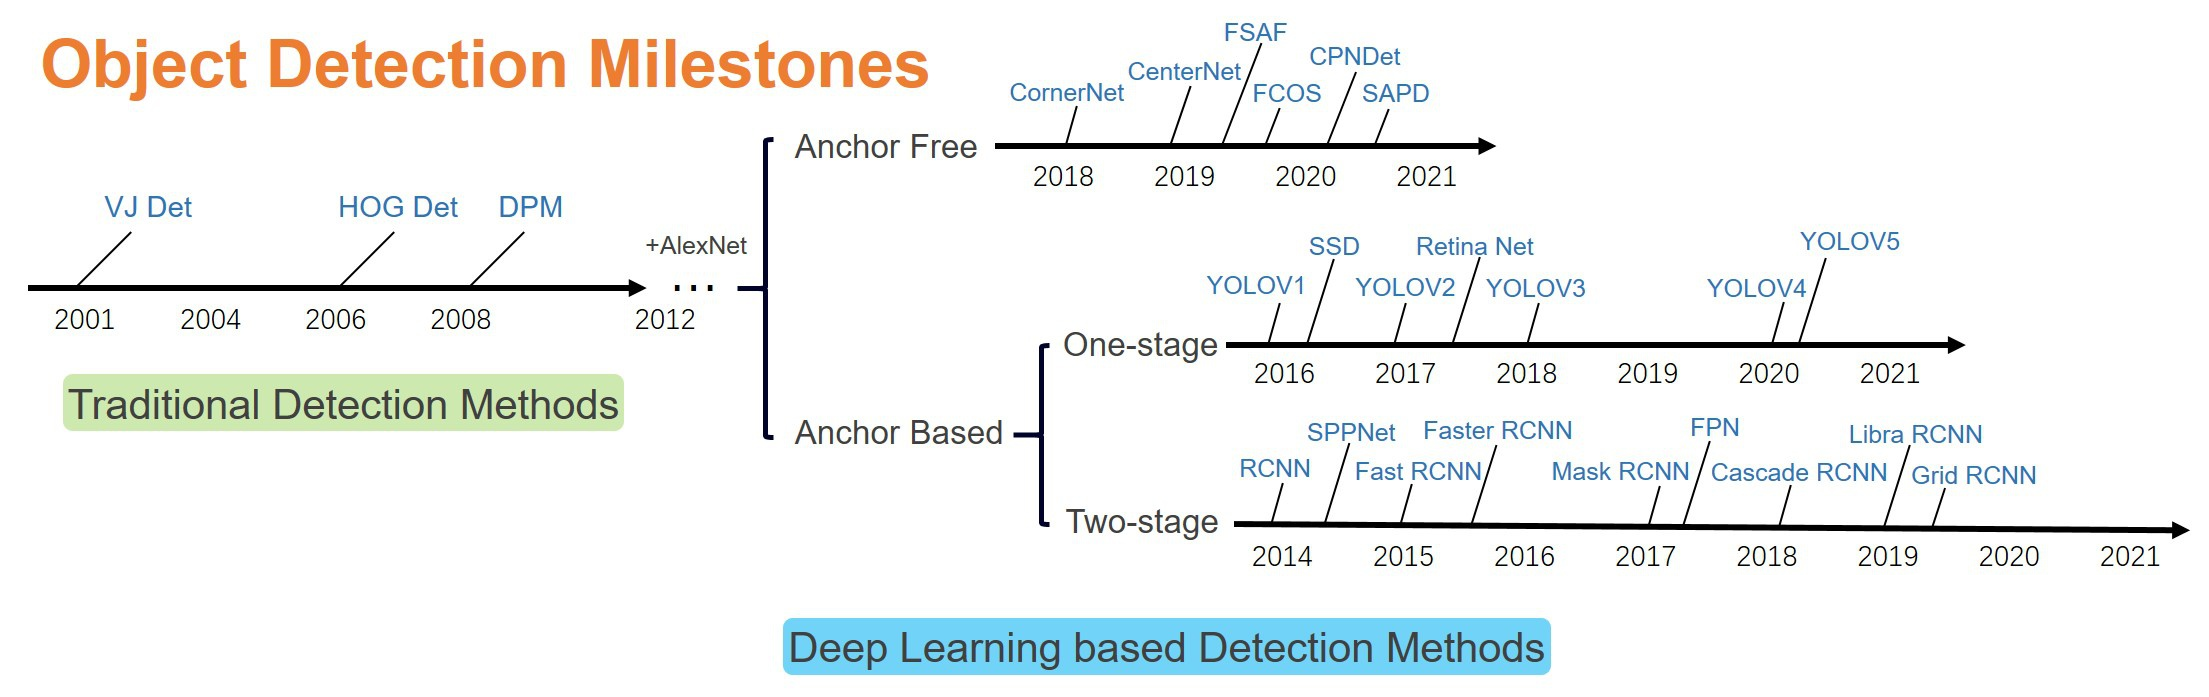 Object Detection Milestones
VJ Det
HOG Det
DPM
2001
2004
2006
2008
2012
+AlexNet
...
Traditional Detection Methods
Anchor Free
CornerNet
CenterNet
FSAF
FCOS
CPNDet
SAPD
2018
2019
2020
2021
Anchor Based
One-stage
YOLOV1
SSD
YOLOV2
Retina Net
YOLOV3
YOLOV4
YOLOV5
2016
2017
2018
2019
2020
2021
Two-stage
RCNN
SPPNet
Fast RCNN
Faster RCNN
Mask RCNN
FPN
Cascade RCNN
Libra RCNN
Grid RCNN
2014
2015
2016
2017
2018
2019
2020
2021
Deep Learning based Detection Methods